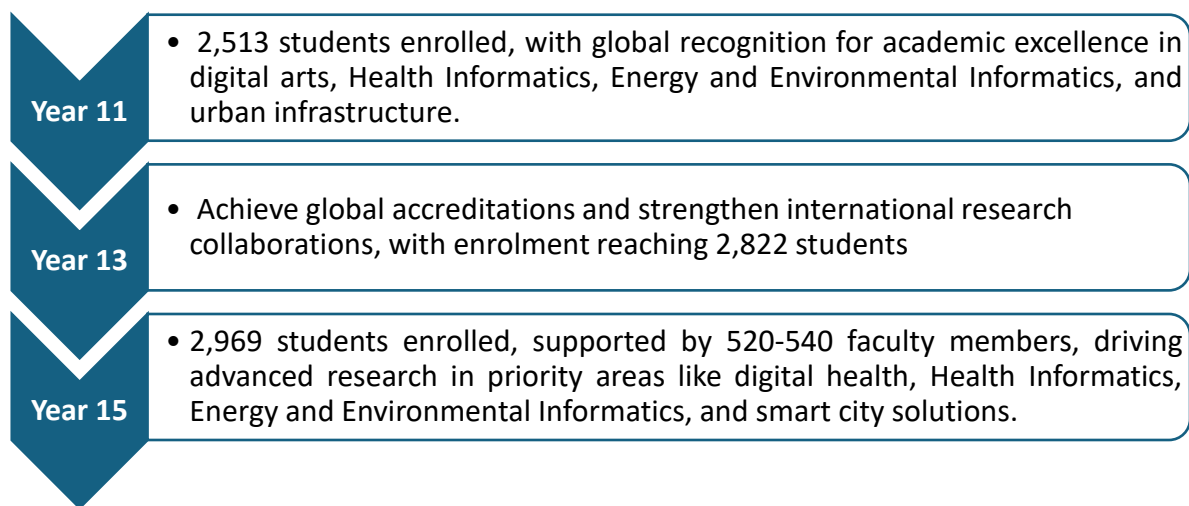 Year 11
• 2,513 students enrolled, with global recognition for academic excellence in
digital arts, Health Informatics, Energy and Environmental Informatics, and
urban infrastructure.
Year 13
• Achieve global accreditations and strengthen international research
collaborations, with enrolment reaching 2,822 students
Year 15
• 2,969 students enrolled, supported by 520-540 faculty members, driving
advanced research in priority areas like digital health, Health Informatics,
Energy and Environmental Informatics, and smart city solutions.